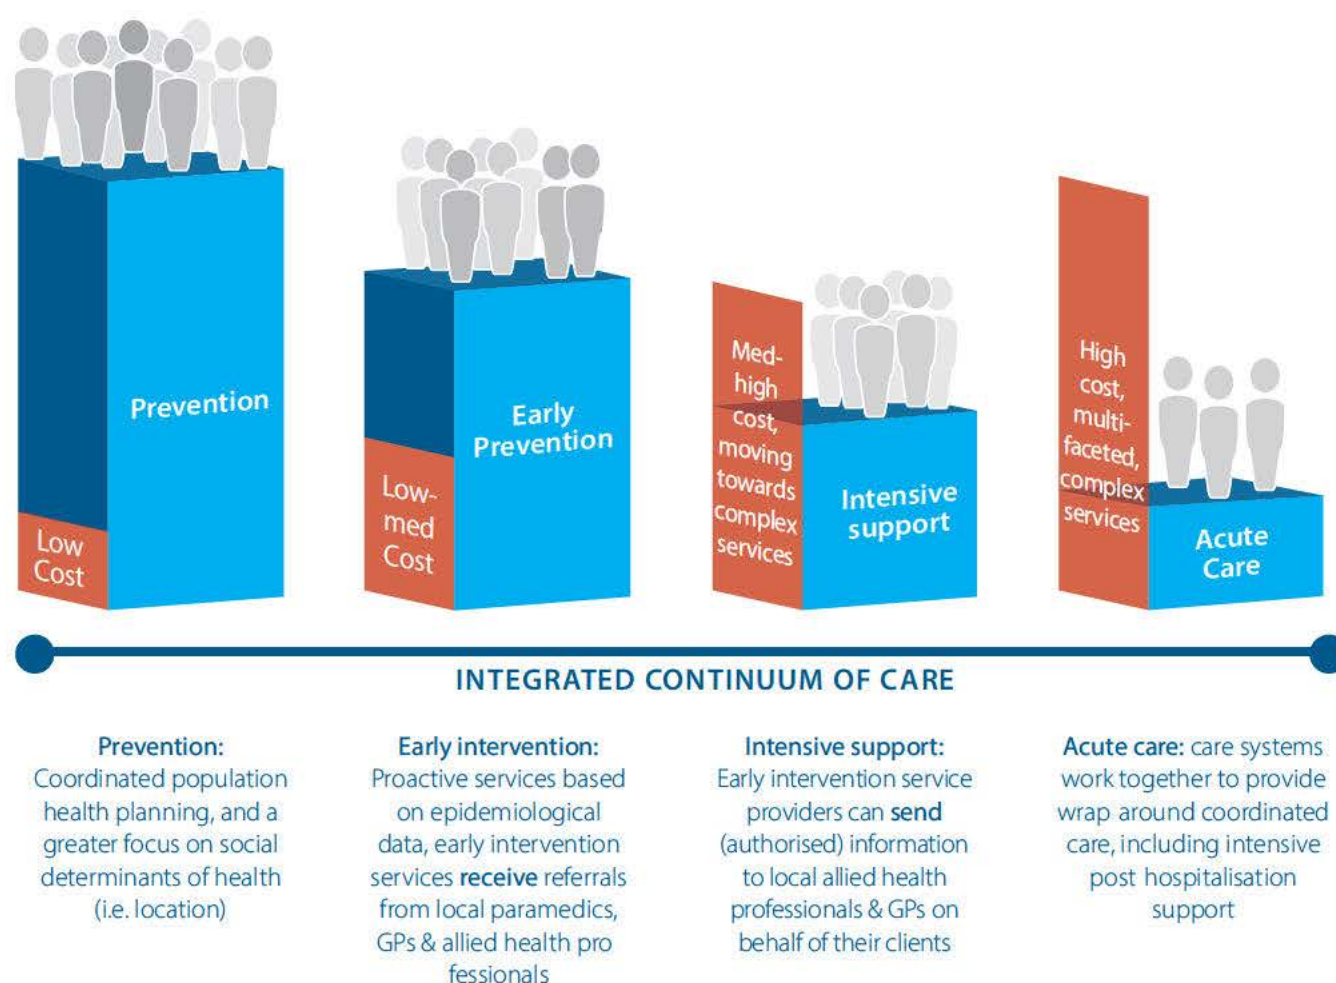 Prevention
Low
Cost
Early
Prevention
Low-
med
Cost
Med-
high
cost,
moving
towards
complex
services
Intensive
support
High
cost,
multi-
faceted,
complex
services
Acute
Care
INTEGRATED CONTINUUM OF CARE
Prevention:
Coordinated population
health planning, and a
greater focus on social
determinants of health
(i.e. location)
Early intervention:
Proactive services based
on epidemiological
data, early intervention
services receive referrals
from local paramedics,
GPs & allied health pro
fessionals
Intensive support:
Early intervention service
providers can send
(authorised) information
to local allied health
professionals & GPs on
behalf of their clients
Acute care: care systems
work together to provide
wrap around coordinated
care, including intensive
post hospitalisation
support